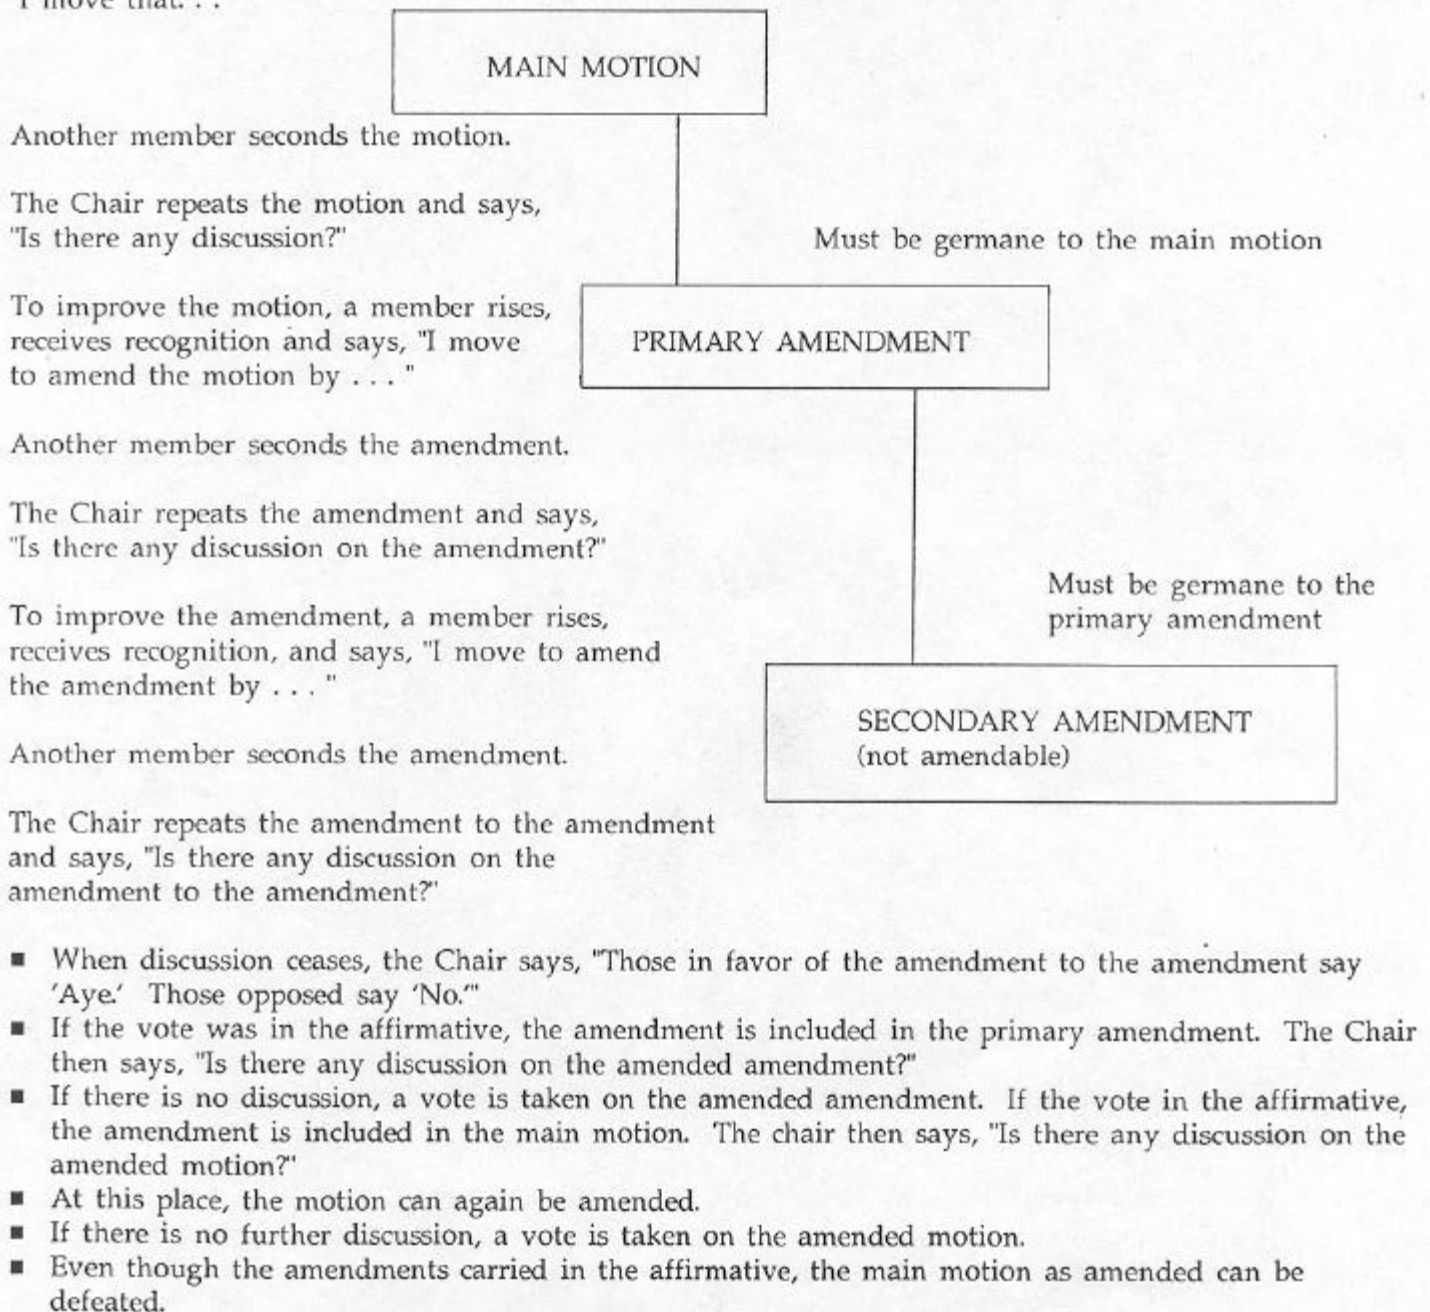 "I move that. . .
MAIN MOTION
Another member seconds the motion.
The Chair repeats the motion and says,
"Is there any discussion?"
Must be germane to the main motion
To improve the motion, a member rises,
receives recognition and says, "I move
to amend the motion by . . . "
PRIMARY AMENDMENT
Another member seconds the amendment.
The Chair repeats the amendment and says,
"Is there any discussion on the amendment?"
Must be germane to the
primary amendment
To improve the amendment, a member rises,
receives recognition, and says, "I move to amend
the amendment by . . . "
SECONDARY AMENDMENT
(not amendable)
Another member seconds the amendment.
The Chair repeats the amendment to the amendment
and says, "Is there any discussion on the
amendment to the amendment?"
■ When discussion ceases, the Chair says, "Those in favor of the amendment to the amendment say
'Aye.' Those opposed say 'No.'"
■ If the vote was in the affirmative, the amendment is included in the primary amendment. The Chair
then says, "Is there any discussion on the amended amendment?"
■ If there is no discussion, a vote is taken on the amended amendment. If the vote in the affirmative,
the amendment is included in the main motion. The chair then says, "Is there any discussion on the
amended motion?"
■ At this place, the motion can again be amended.
■ If there is no further discussion, a vote is taken on the amended motion.
■ Even though the amendments carried in the affirmative, the main motion as amended can be
defeated.